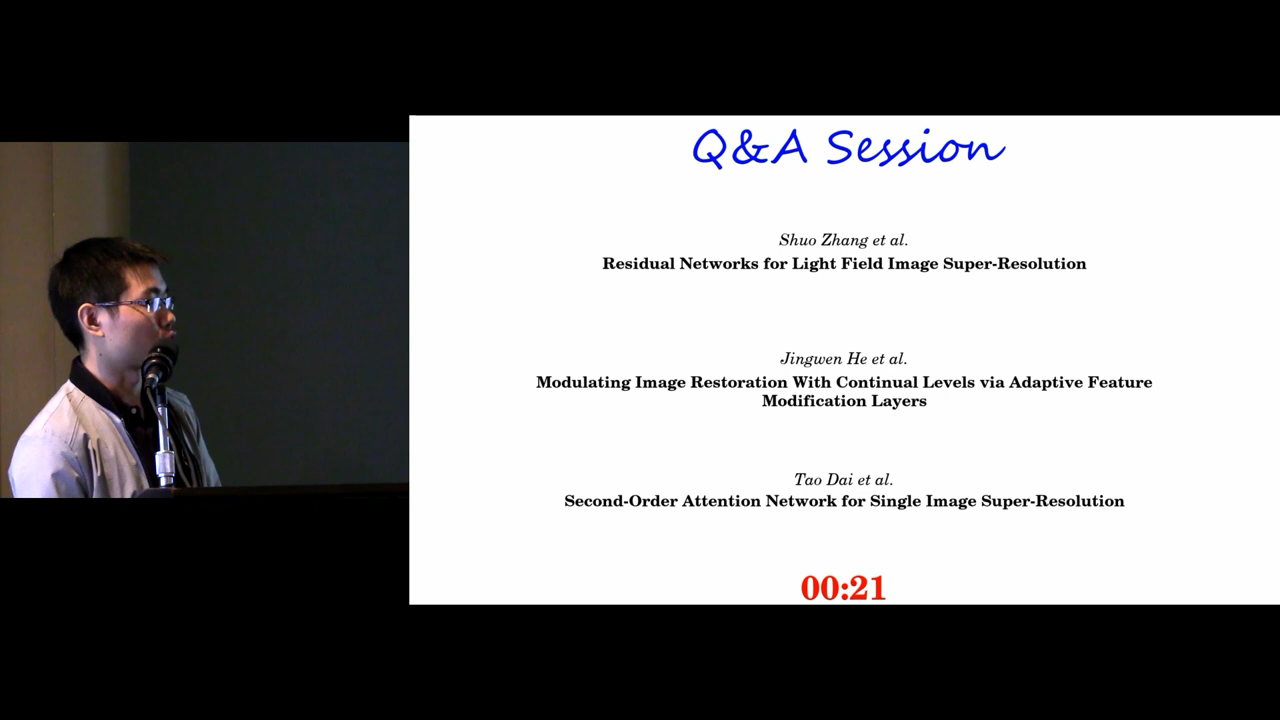 Q&A Session
Shuo Zhang et al.
Residual Networks for Light Field Image Super-Resolution
Jingwen He et al.
Modulating Image Restoration With Continual Levels via Adaptive Feature
Modification Layers
Tao Dai et al.
Second-Order Attention Network for Single Image Super-Resolution
00:21